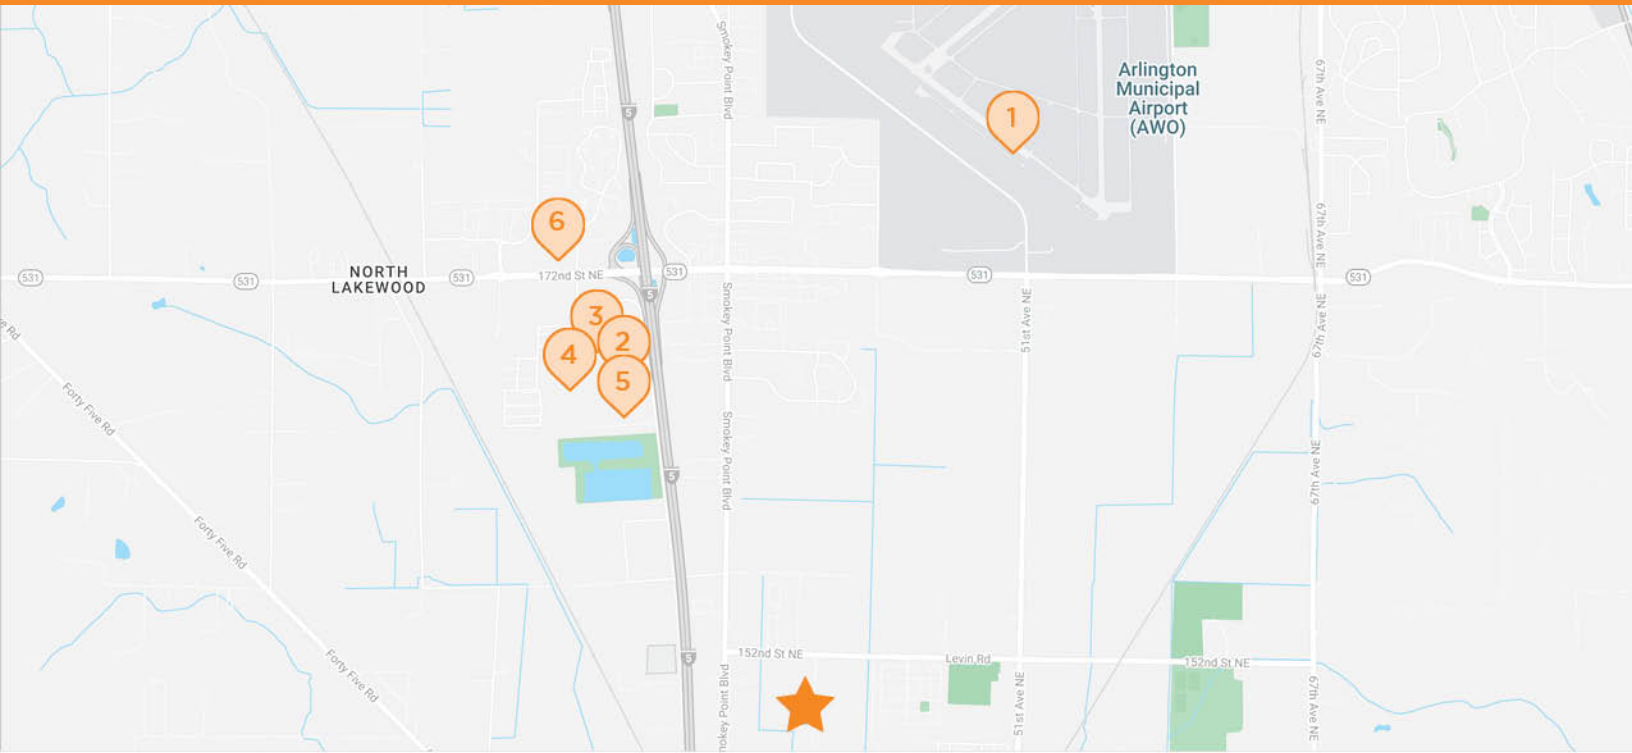 Smokey Point Blvd
5
Arlington
Municipal
Airport
(AWO)
67th Ave NE
1
6
67th Ave NE
NORTH
LAKEWOOD
531
531
531
172nd St NE
531
531
531
5
3
2
4
5
Smokey Point Blvd
51st Ave NE
67th Ave NE
e Rd
Forty Five Rd
Smokey Point Blvd
5
67th Ave NE
Forty Five Rd
152nd St NE
Levin Rd
152nd St NE
5
Forty Five Rd
mokey Point Blvd
51st Ave NE
67th Ave NE